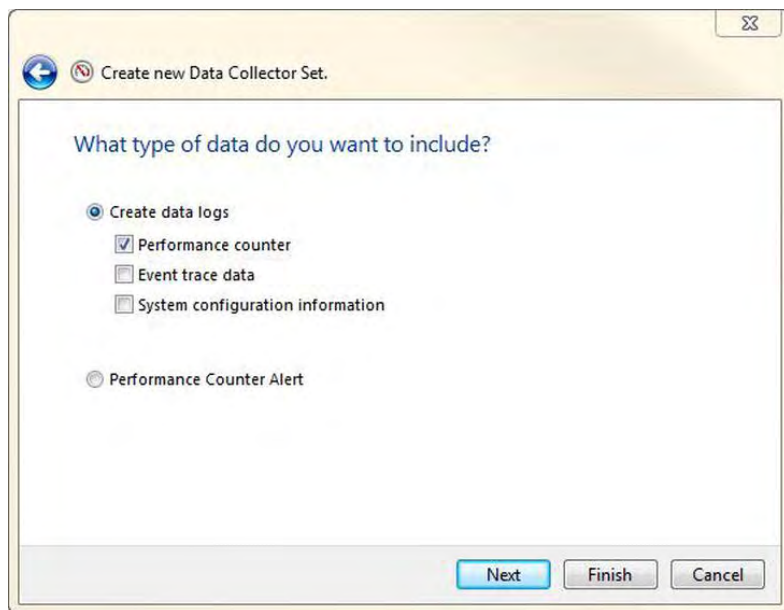 Create new Data Collector Set.
What type of data do you want to include?
Create data logs
Performance counter
Event trace data
System configuration information
Performance Counter Alert
Next Finish Cancel